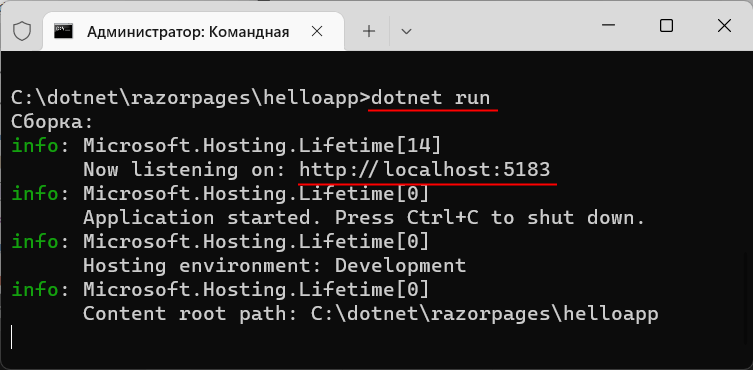 Администратор: Командная
C:\dotnet\razorpages\helloapp>dotnet run
Сборка:
info: Microsoft.Hosting.Lifetime[14]
Now listening on: http://localhost:5183
info: Microsoft.Hosting.Lifetime[0]
Application started. Press Ctrl+C to shut down.
info: Microsoft.Hosting.Lifetime[0]
Hosting environment: Development
info: Microsoft.Hosting.Lifetime[0]
Content root path: C:\dotnet\razorpages\helloapp